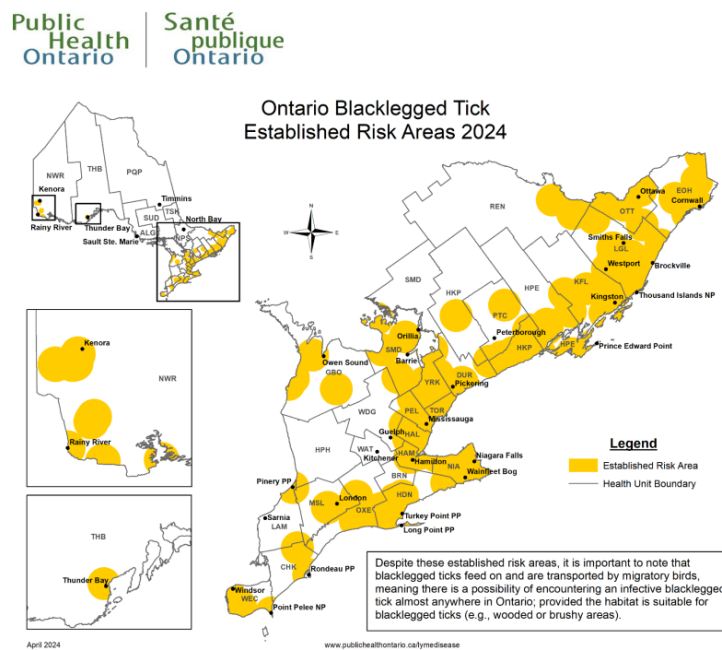 Public
Health
Ontario
Santé
publique
Ontario
Ontario Blacklegged Tick
Established Risk Areas 2024
NWR
THB
PQP
Kenora
Timmins
TSK
Rainy River
Thunder Bay
SUD
North Bay
ALG
NPS
Sault Ste. Marie
N
W
E
S
REN
Ottawa
EOH
OTT
Cornwall
Smiths Falls
LGL
Westport
Brockville
SMD
HKP
HPE
KFL
Thousand Islands NP
Kingston
PTC
Orillia
Peterborough
SMD
Barrie
HKP
HPE
Prince Edward Point
Owen Sound
GBO
DUR
YRK
Pickering
WDG
PEL
TOR
Mississauga
Guelph
HAL
HPH
WAT
Kitchener
HAM
Hamilton
Niagara Falls
NIA
Wainfleet Bog
BRN
Pinery PP
London
MSL
HDN
OXE
Turkey Point PP
Sarnia
LAM
Long Point PP
CHK
Rondeau PP
Windsor
WEC
Point Pelee NP
Kenora
NWR
Rainy River
THB
Thunder Bay
Legend
Established Risk Area
Health Unit Boundary
Despite these established risk areas, it is important to note that
blacklegged ticks feed on and are transported by migratory birds,
meaning there is a possibility of encountering an infective blacklegged
tick almost anywhere in Ontario; provided the habitat is suitable for
blacklegged ticks (e.g., wooded or brushy areas).
April 2024
www.publichealthontario.ca/lymedisease